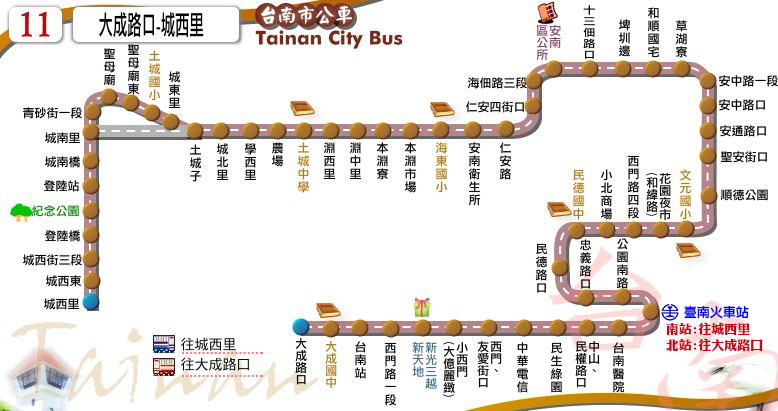 11
大成路口-城西里
台南市公車
Tainan City Bus
聖母廟
聖母廟東
土城國小
城東里
青砂街一段
城南里
城南橋
登陸站
紀念公園
登陸橋
城西街三段
城西東
城西里
土城子
城北里
學西里
農場
土城中學
淵西里
淵中里
本淵寮
本淵市場
海東國小
安南衛生所
仁安路
仁安四街口
海佃路三段
安南區公所
十三佃路口
埤圳邊
和順國宅
草湖寮
安中路一段
安中路口
安通路口
聖安街口
順德公園
文元國小
花園夜市
(和緯路)
西門路四段
小北商場
民德國中
民德路口
忠義路口
公園南路
臺南火車站
南站:往城西里
北站:往大成路口
台南醫院
中山、
民權路口
民生綠園
中華電信
西門、
友愛街口
小西門
(大億麗緻)
新光三越
新天地
西門路一段
台南站
大成國中
大成路口
往城西里
往大成路口
Tainan
台南